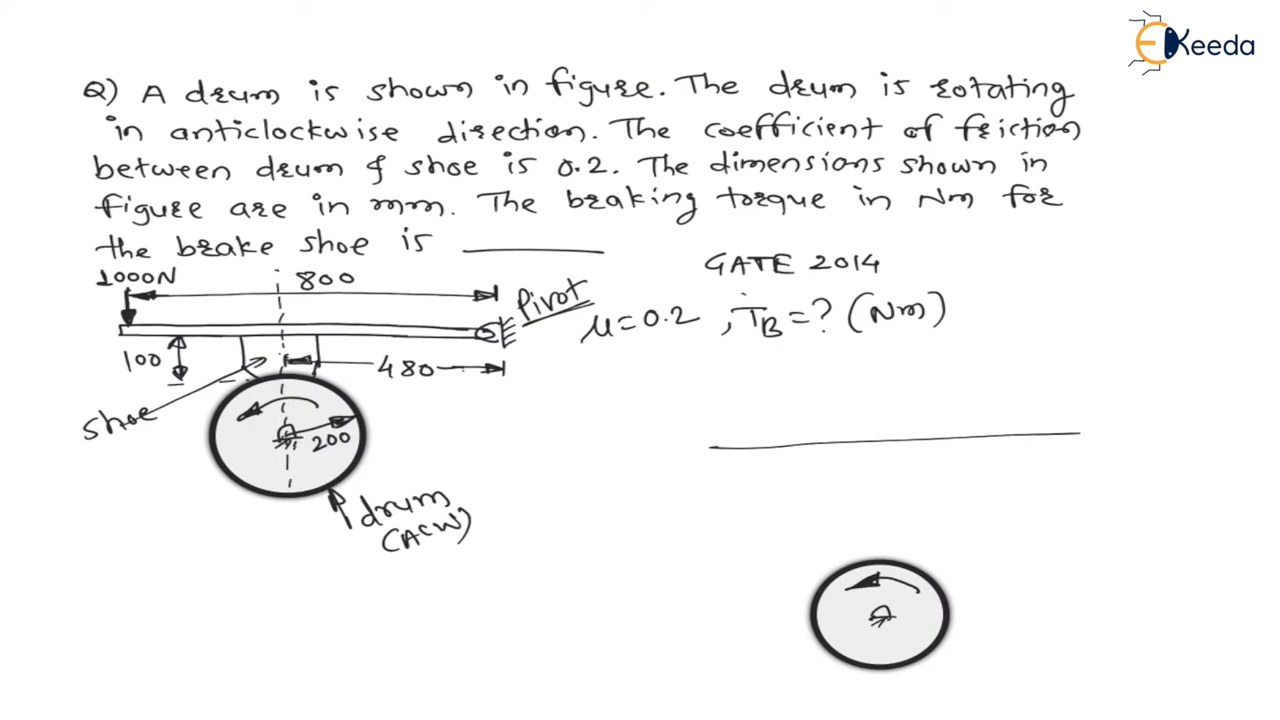 Keeda
Q) A drum is shown in figure. The drum is rotating
in anticlockwise direction. The coefficient of friction
between drum & shoe is 0.2. The dimensions shown in
figure are in mm. The braking torque in Nm for
the brake shoe is ________
GATE 2014
1000N
800
Pivot
μ=0.2 , TB=? (Nm)
100
480
shoe
200
drum
(ACW)